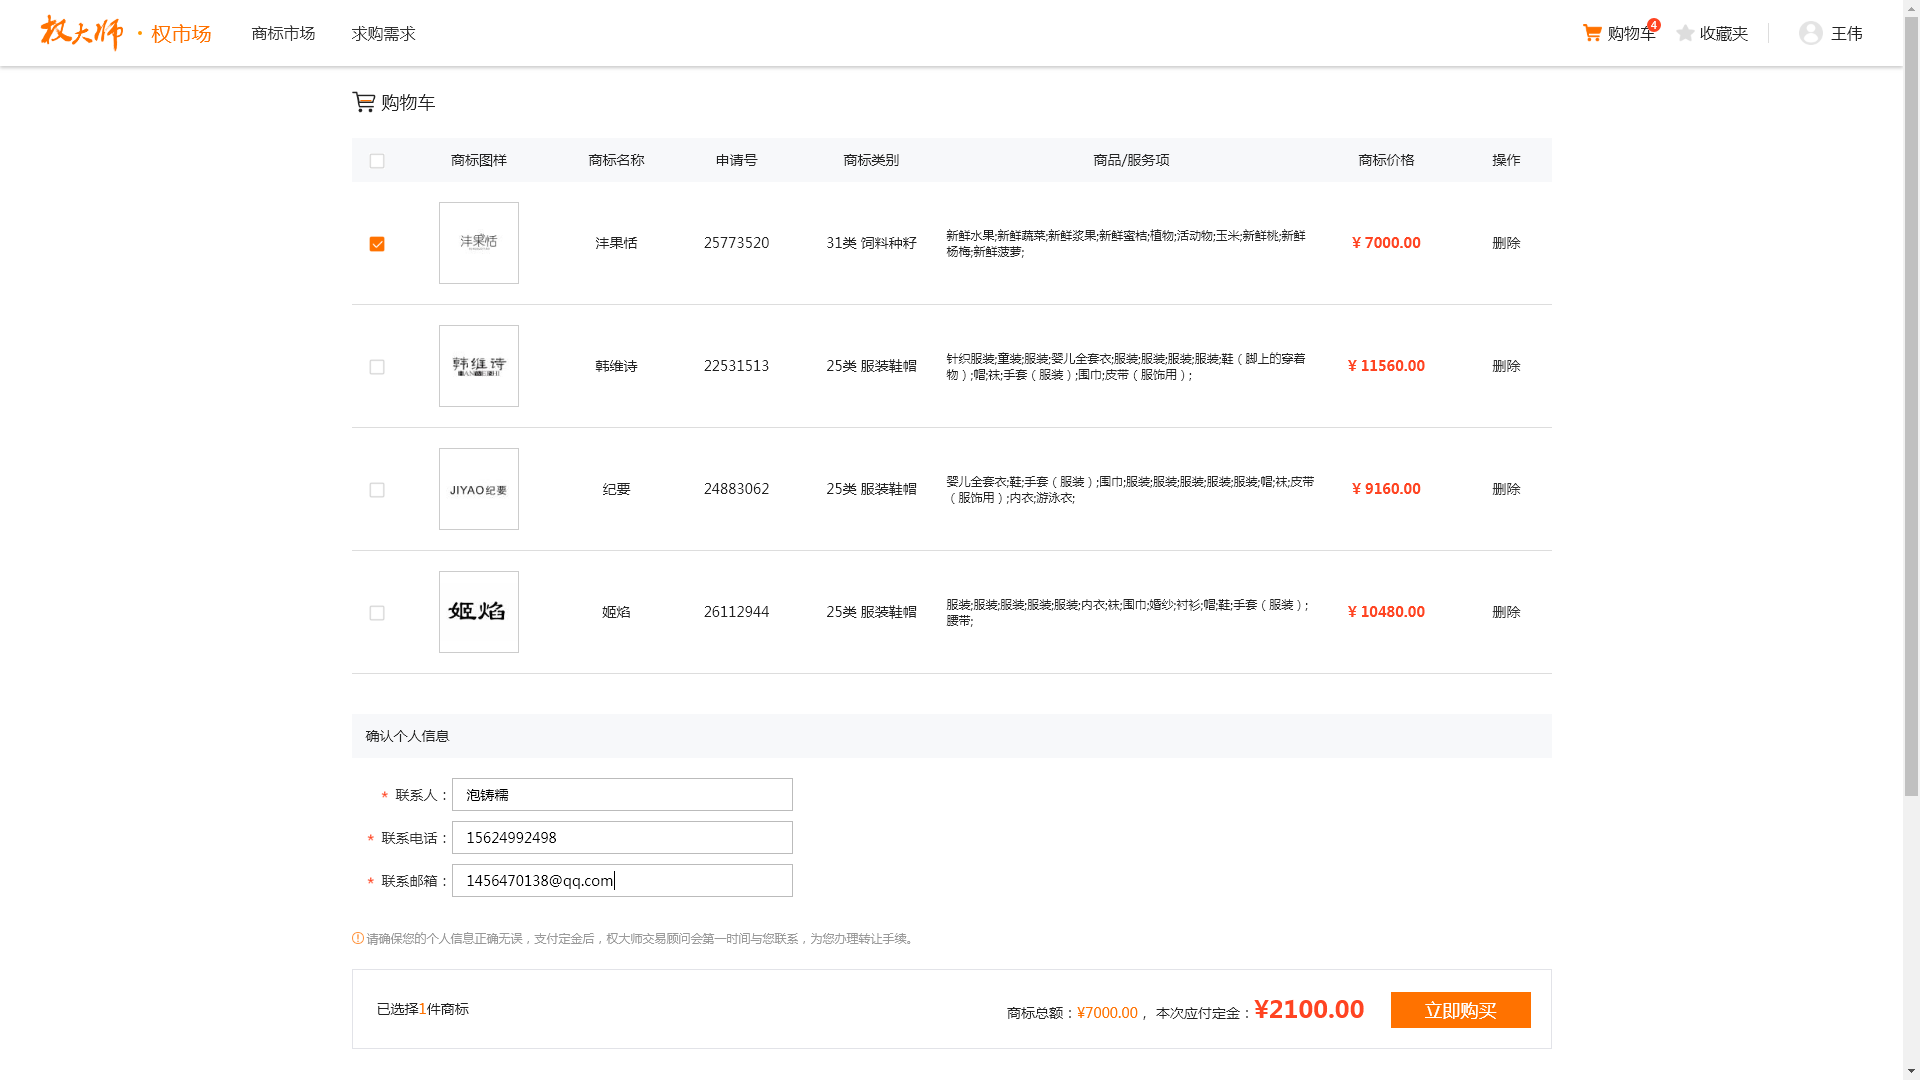 权大师 · 权市场 商标市场 求购需求 购物车 4 收藏夹 王伟
购物车
商标图样 商标名称 申请号 商标类别 商品/服务项 商标价格 操作
沣果恬 沣果恬 25773520 31类 饲料种籽 新鲜水果;新鲜蔬菜;新鲜浆果;新鲜蜜桔;植物;活动物;玉米;新鲜桃;新鲜 ¥ 7000.00 删除
杨梅;新鲜菠萝;
韩维诗 韩维诗 22531513 25类 服装鞋帽 针织服装;童装;服装;婴儿全套衣;服装;服装;服装;服装;鞋（脚上的穿着 ¥ 11560.00 删除
物）;帽;袜;手套（服装）;围巾;皮带（服饰用）;
JIYAO纪要 纪要 24883062 25类 服装鞋帽 婴儿全套衣;鞋;手套（服装）;围巾;服装;服装;服装;服装;服装;帽;袜;皮带 ¥ 9160.00 删除
（服饰用）;内衣;游泳衣;
姬焰 姬焰 26112944 25类 服装鞋帽 服装;服装;服装;服装;服装;内衣;袜;围巾;婚纱;衬衫;帽;鞋;手套（服装）; ¥ 10480.00 删除
腰带;
确认个人信息
* 联系人： 泡铸糯
* 联系电话： 15624992498
* 联系邮箱： 1456470138@qq.com
请确保您的个人信息正确无误，支付定金后，权大师交易顾问会第一时间与您联系，为您办理转让手续。
已选择1件商标 商标总额：¥7000.00， 本次应付定金：¥2100.00 立即购买